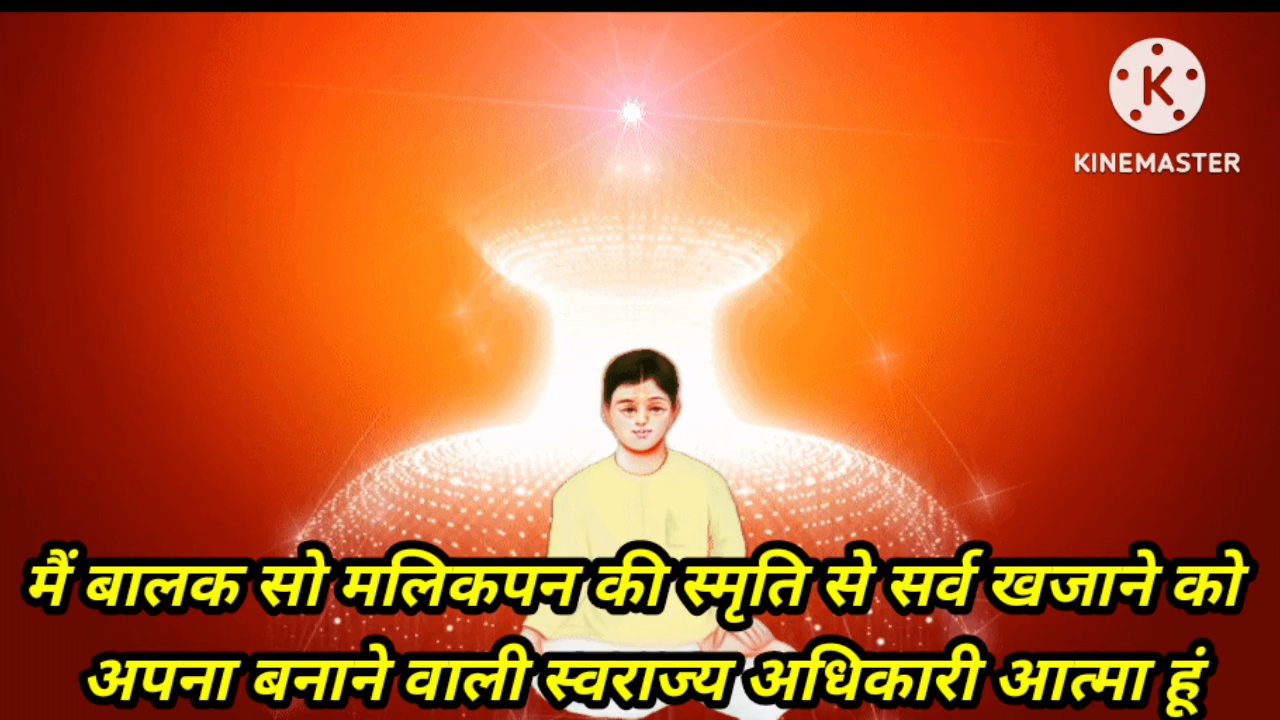 K
KINEMASTER
मैं बालक सो मलिकपन की स्मृति से सर्व खजाने को
अपना बनाने वाली स्वराज्य अधिकारी आत्मा हूं